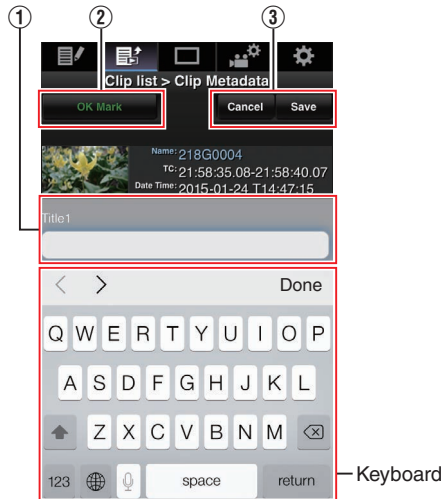 ① ② ③
Clip list > Clip Metadata
OK Mark Cancel Save
Name: 218G0004
TC: 21:58:35.08-21:58:40.07
Date Time: 2015-01-24 T14:47:15
Title1
Done
Q W E R T Y U I O P
A S D F G H J K L
Z X C V B N M
123 space return
Keyboard